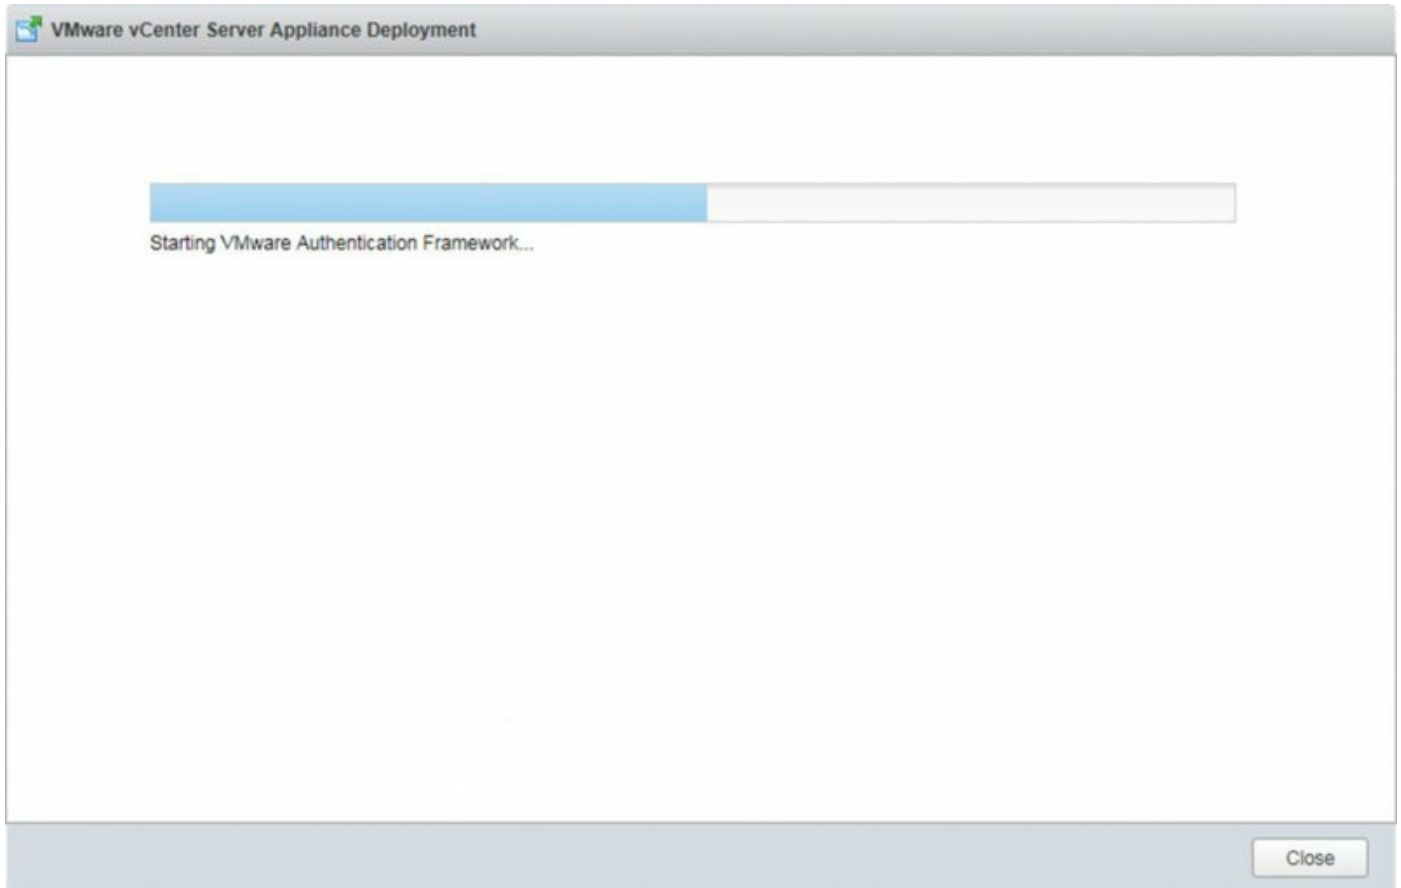 VMware vCenter Server Appliance Deployment
Starting VMware Authentication Framework...
Close